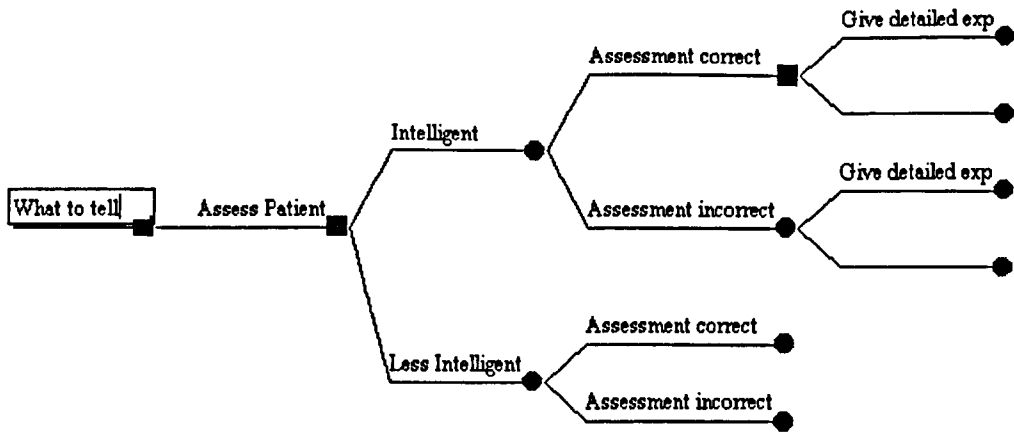 Give detailed exp
Assessment correct
Intelligent
Give detailed exp
What to tell
Assess Patient
Assessment incorrect
Assessment correct
Less Intelligent
Assessment incorrect